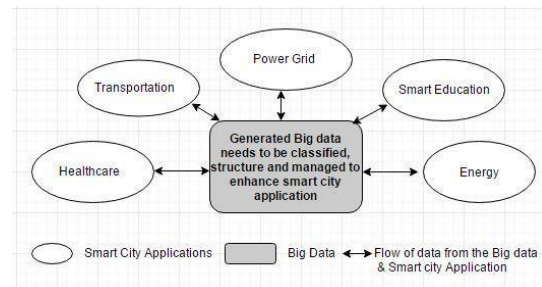 Power Grid
Transportation
Smart Education
Generated Big data
needs to be classified,
structure and managed to
enhance smart city
application
Healthcare
Energy
Smart City Applications
Big Data
Flow of data from the Big data
& Smart city Application